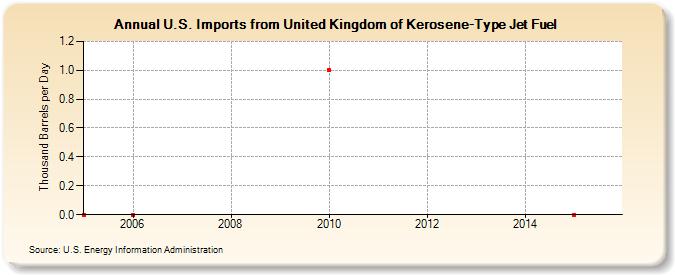 Annual U.S. Imports from United Kingdom of Kerosene-Type Jet Fuel
Thousand Barrels per Day
1.2
1.0
0.8
0.6
0.4
0.2
0.0
2006 2008 2010 2012 2014
Source: U.S. Energy Information Administration